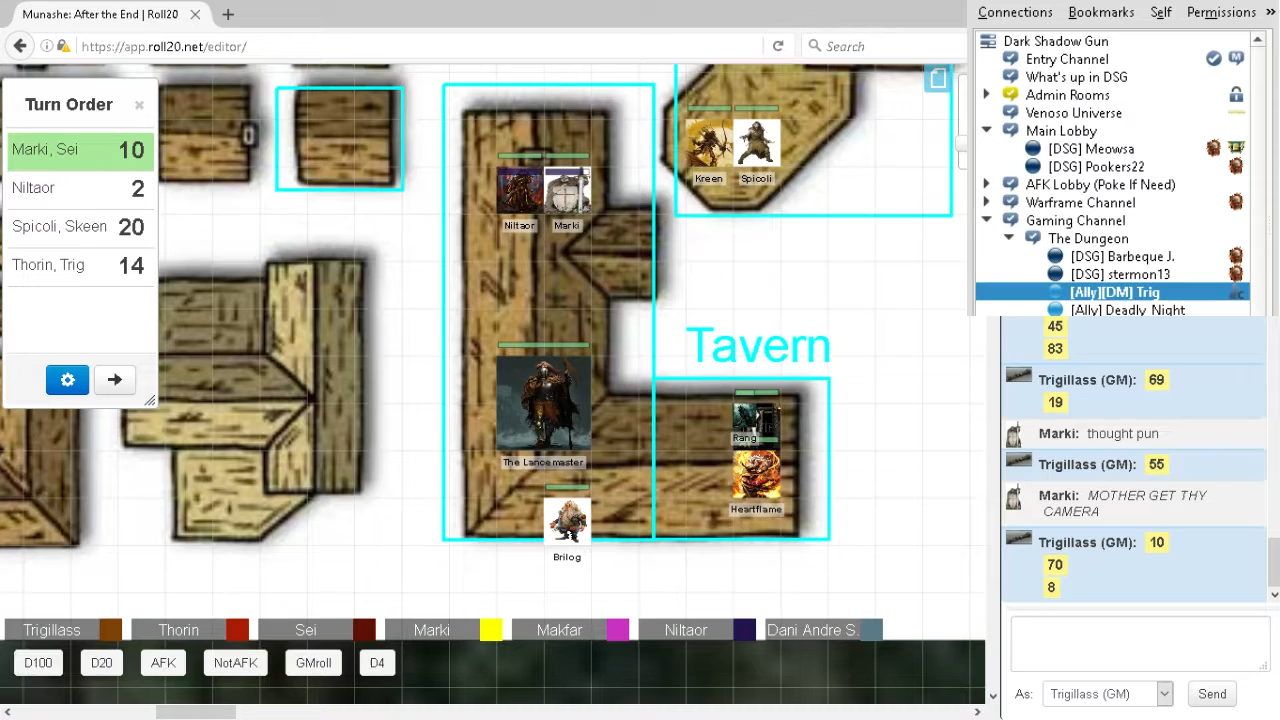 Munashe: After the End | Roll20
https://app.roll20.net/editor/
Search
Connections Bookmarks Self Permissions »
Dark Shadow Gun
Entry Channel
What's up in DSG
Admin Rooms
Venoso Universe
Main Lobby
[DSG] Meowsa
[DSG] Pookers22
AFK Lobby (Poke If Need)
Warframe Channel
Gaming Channel
The Dungeon
[DSG] Barbeque J.
[DSG] stermon13
[Ally][DM] Trig
[Ally] Deadly Night
Turn Order
Marki, Sei 10
Niltaor 2
Spicoli, Skeen 20
Thorin, Trig 14
0
Kreen Spicoli
Niltaor Marki
Tavern
The Lancemaster
Rang
Heartflame
Brilog
45
83
Trigillass (GM): 69
19
Marki: thought pun
Trigillass (GM): 55
Marki: MOTHER GET THY
CAMERA
Trigillass (GM): 10
70
8
Trigillass Thorin Sei Marki Makfar Niltaor Dani Andre S.
D100 D20 AFK NotAFK GMroll D4
As: Trigillass (GM) Send